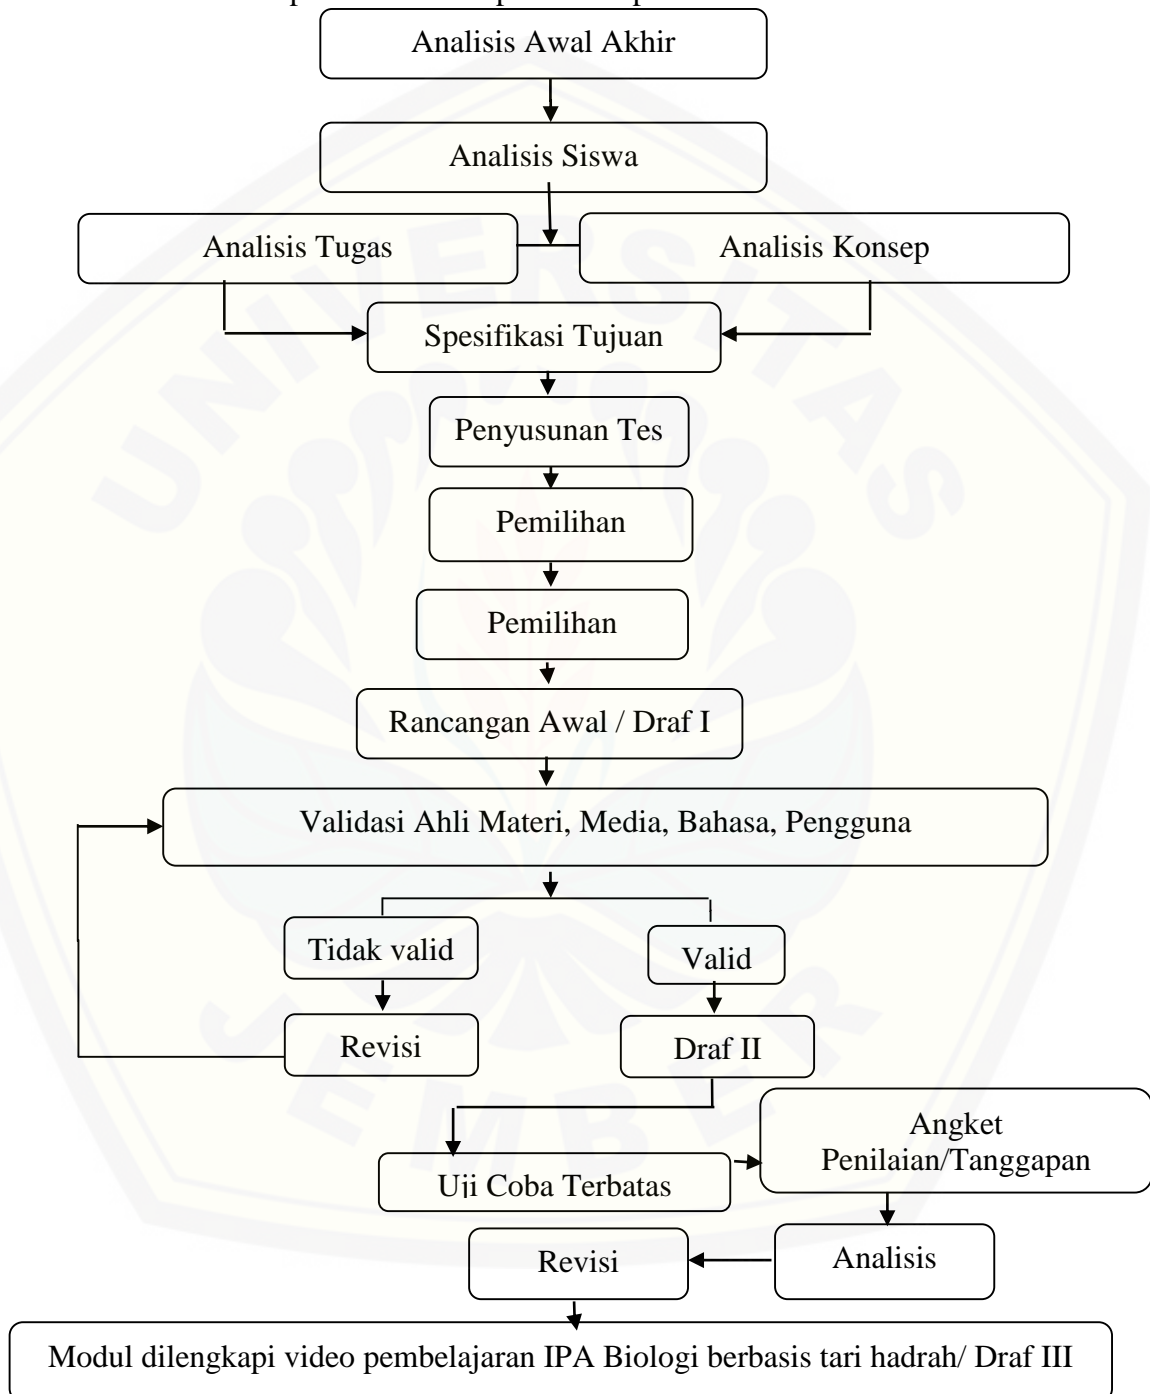 Analisis Awal Akhir
Analisis Siswa
Analisis Tugas
Analisis Konsep
Spesifikasi Tujuan
Penyusunan Tes
Pemilihan
Pemilihan
Rancangan Awal / Draf I
Validasi Ahli Materi, Media, Bahasa, Pengguna
Tidak valid
Valid
Revisi
Draf II
Angket
Penilaian/Tanggapan
Uji Coba Terbatas
Revisi
Analisis
Modul dilengkapi video pembelajaran IPA Biologi berbasis tari hadrah/ Draf III
UNIVERSITAS
JEMBER